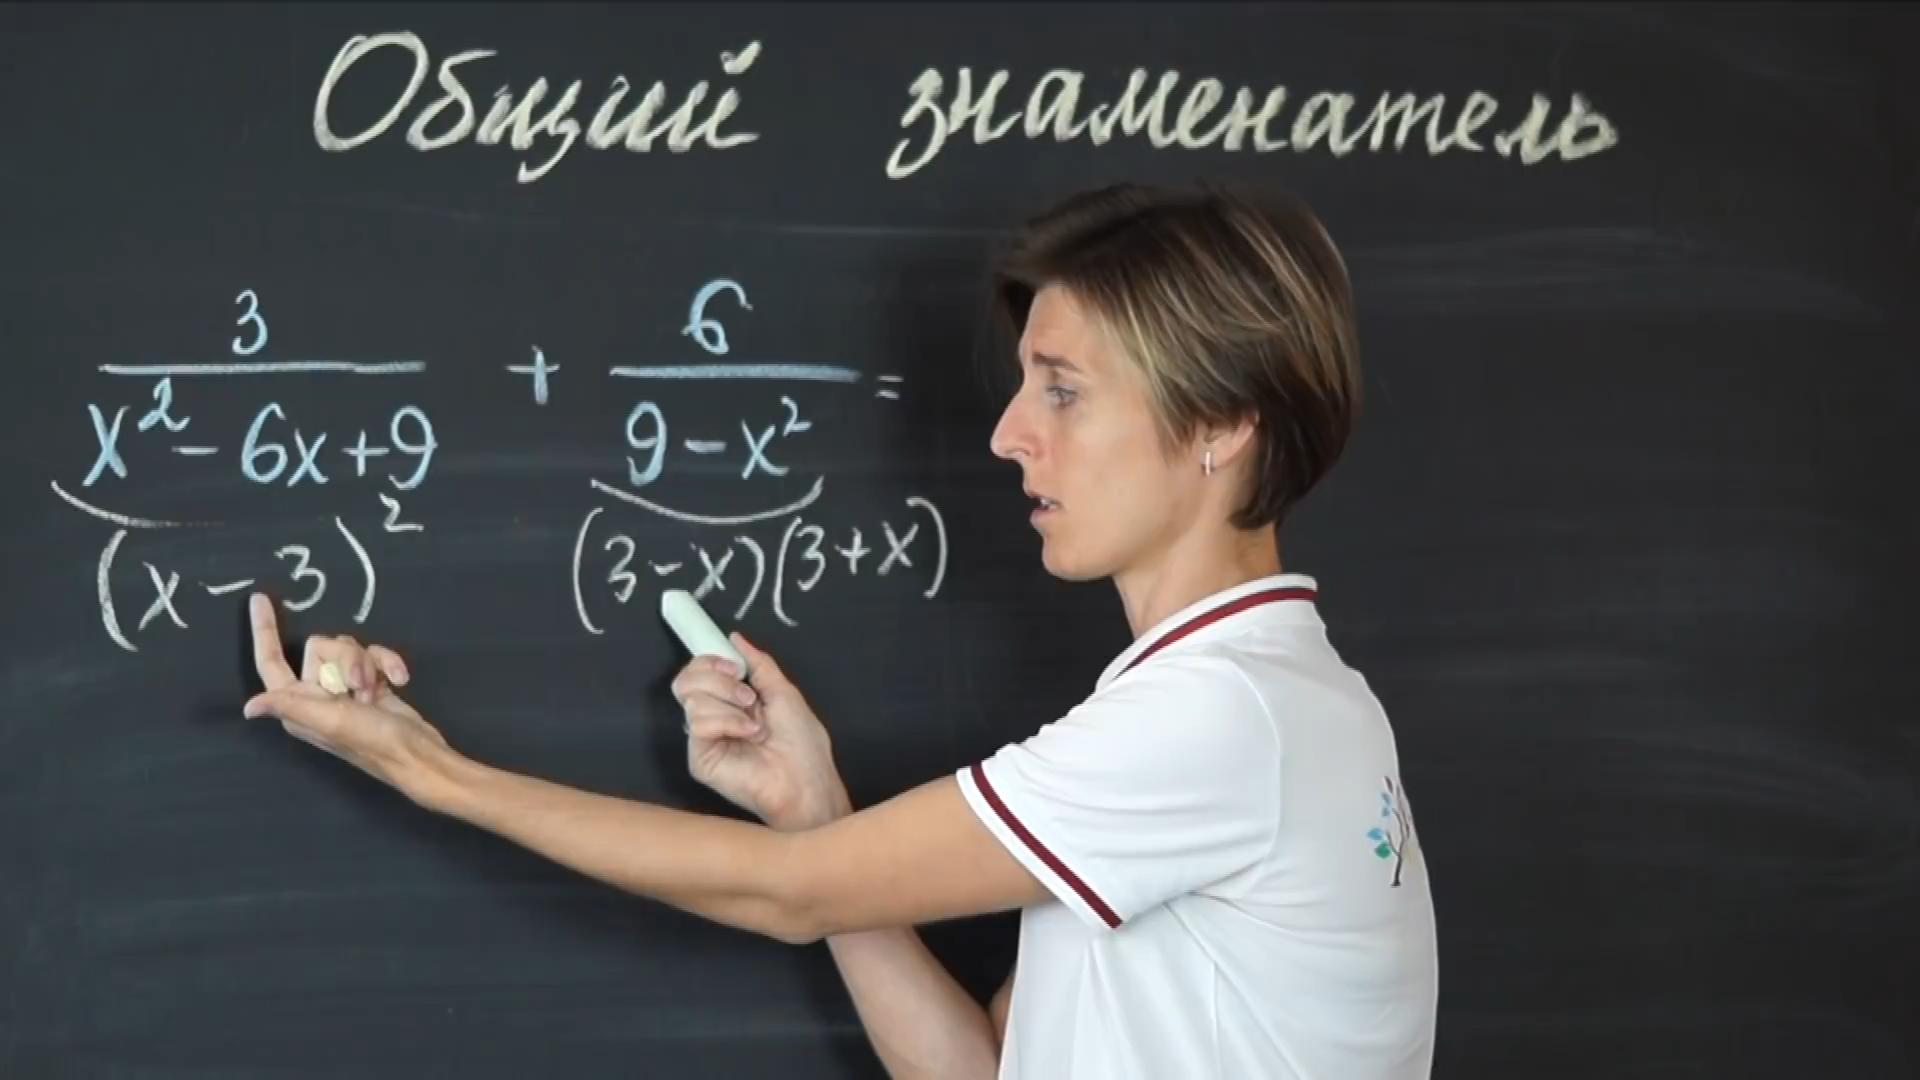 Общий знаменатель
3/(x² - 6x + 9) + 6/(9 - x²) =
(x - 3)² (3 - x)(3 + x)